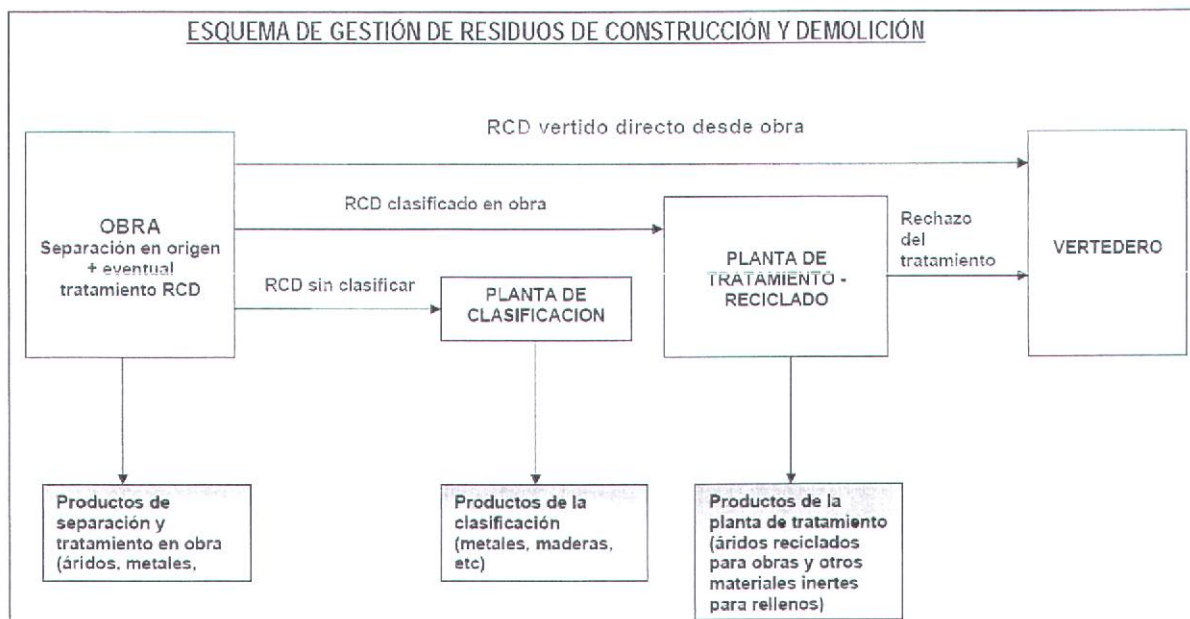 ESQUEMA DE GESTIÓN DE RESIDUOS DE CONSTRUCCIÓN Y DEMOLICIÓN
RCD vertido directo desde obra
OBRA
Separación en origen
+ eventual
tratamiento RCD
RCD clasificado en obra
RCD sin clasificar
PLANTA DE
CLASIFICACION
PLANTA DE
TRATAMIENTO -
RECICLADO
Rechazo
del
tratamiento
VERTEDERO
Productos de
separación y
tratamiento en obra
(áridos, metales,
Productos de la
clasificación
(metales, maderas,
etc)
Productos de la
planta de tratamiento
(áridos reciclados
para obras y otros
materiales inertes
para rellenos)